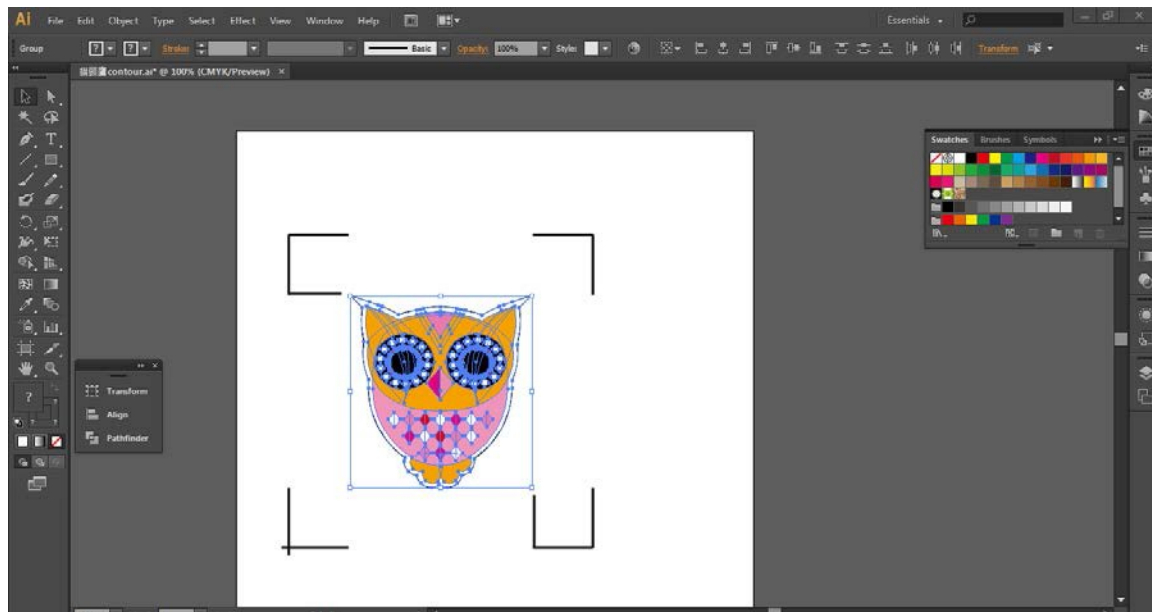 Ai File Edit Object Type Select Effect View Window Help Essentials
Group ? ? Stroke: Basic Opacity: 100% Style: Transform
contour.ai* @ 100% (CMYK/Preview) ×
T
Swatches Brushes Symbols
Transform
Align
Pathfinder
?